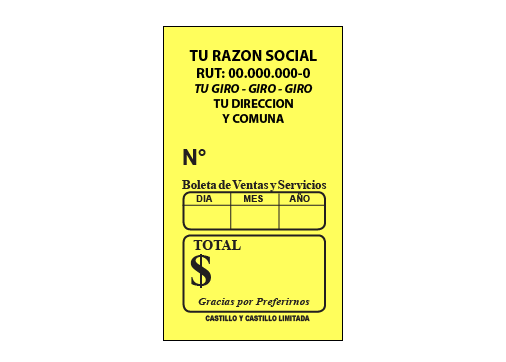 TU RAZON SOCIAL
RUT: 00.000.000-0
TU GIRO - GIRO - GIRO
TU DIRECCION
Y COMUNA
N°
Boleta de Ventas y Servicios
DIA MES AÑO
TOTAL
$
Gracias por Preferirnos
CASTILLO Y CASTILLO LIMITADA